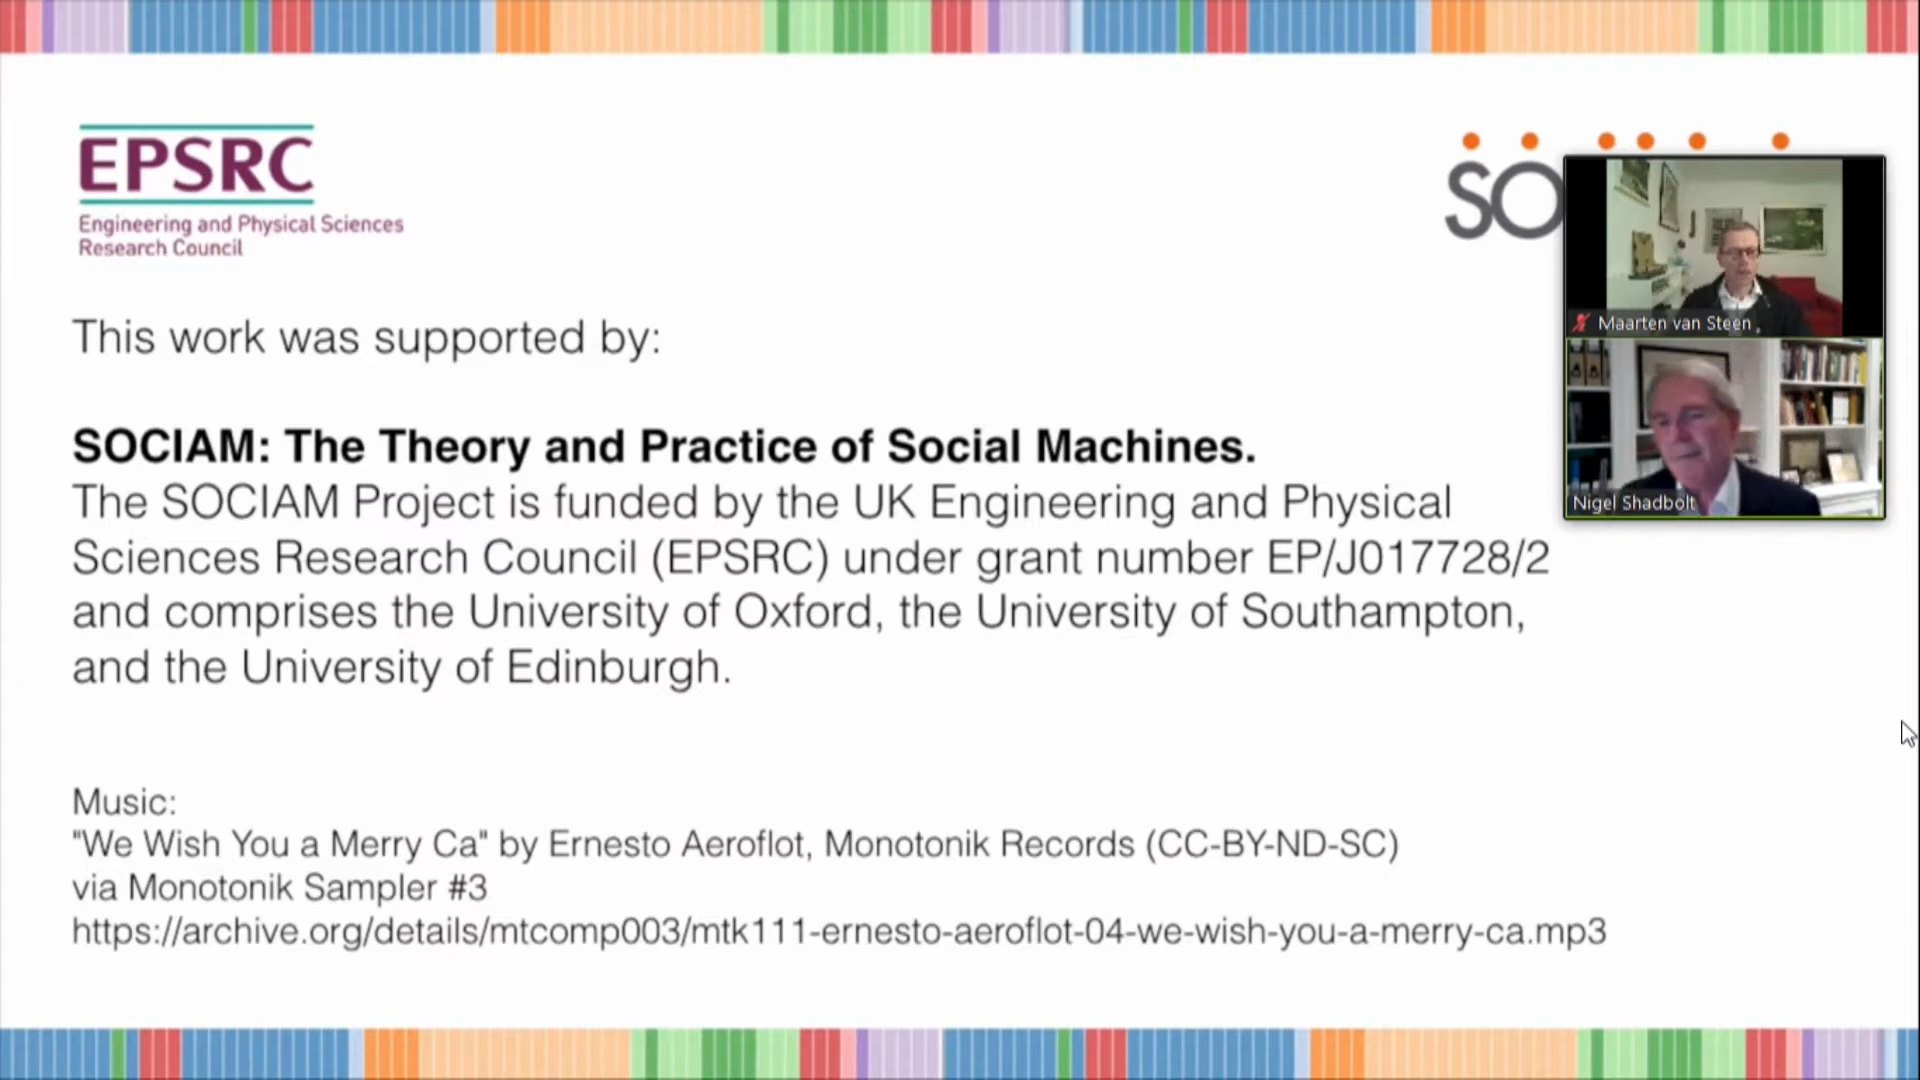 EPSRC
Engineering and Physical Sciences
Research Council
SO
Maarten van Steen ,
Nigel Shadbolt
This work was supported by:
SOCIAM: The Theory and Practice of Social Machines.
The SOCIAM Project is funded by the UK Engineering and Physical
Sciences Research Council (EPSRC) under grant number EP/J017728/2
and comprises the University of Oxford, the University of Southampton,
and the University of Edinburgh.
Music:
"We Wish You a Merry Ca" by Ernesto Aeroflot, Monotonik Records (CC-BY-ND-SC)
via Monotonik Sampler #3
https://archive.org/details/mtcomp003/mtk111-ernesto-aeroflot-04-we-wish-you-a-merry-ca.mp3